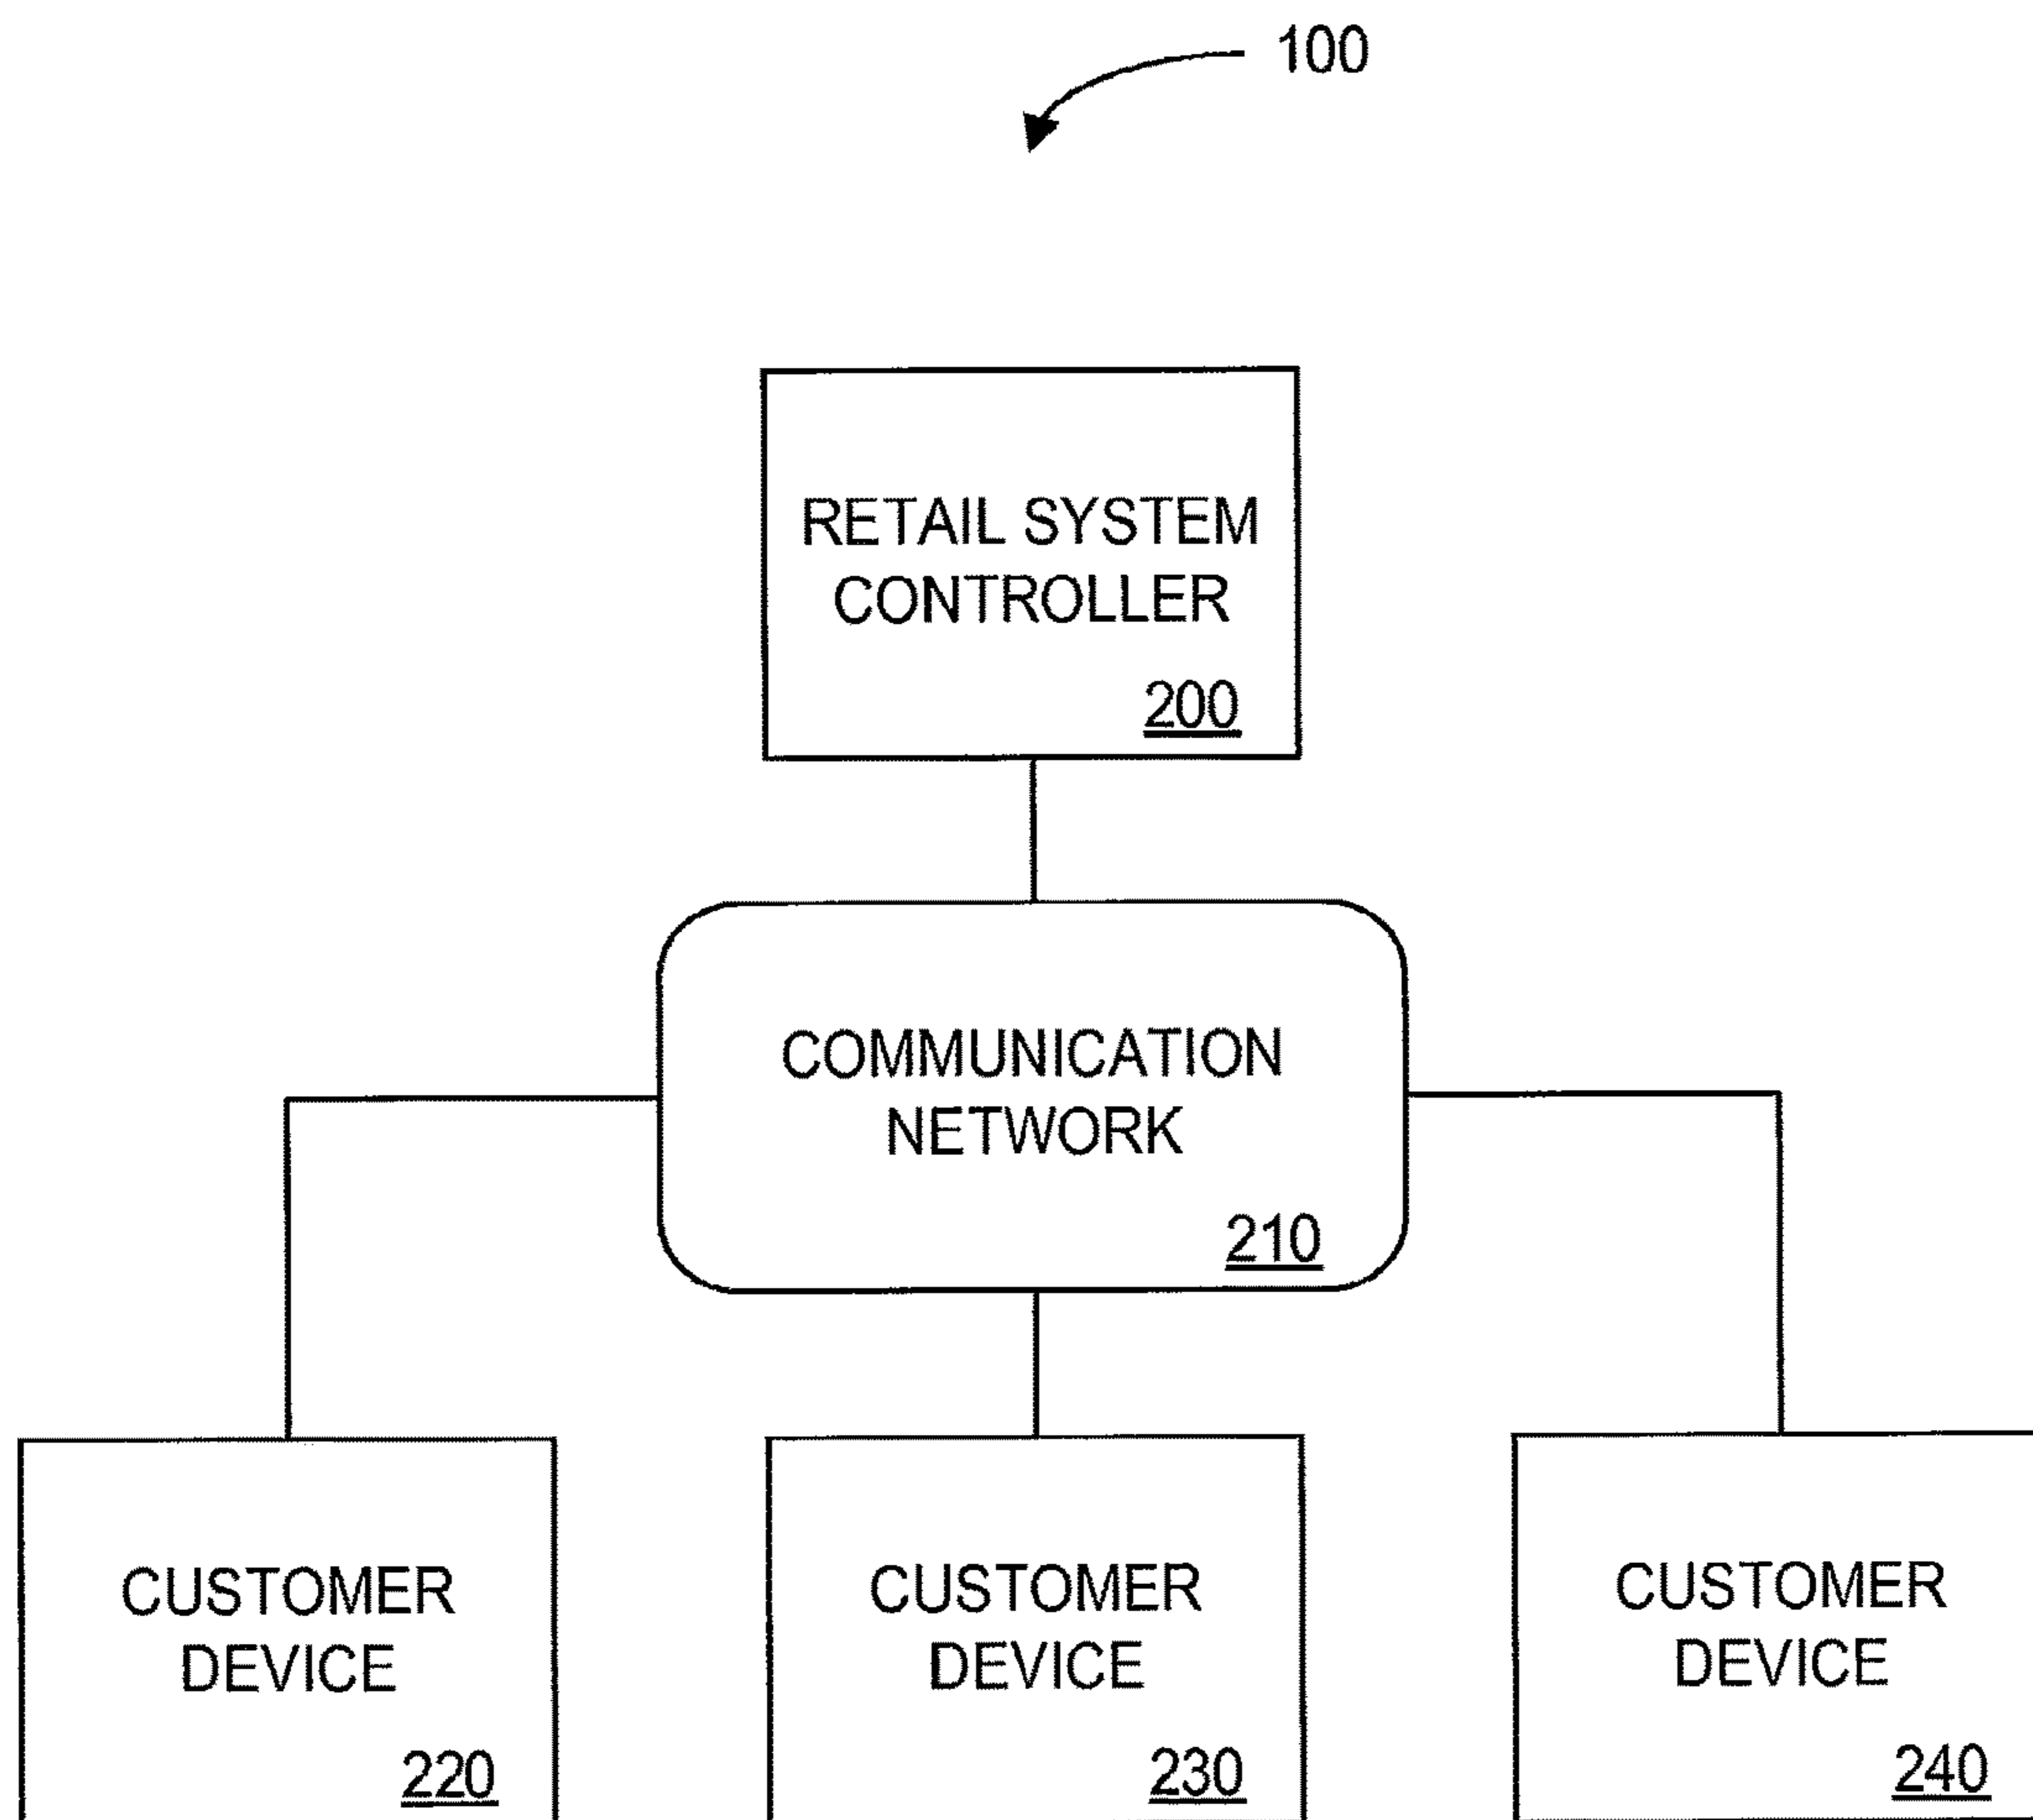 100
RETAIL SYSTEM
CONTROLLER
200
COMMUNICATION
NETWORK
210
CUSTOMER
DEVICE
220
CUSTOMER
DEVICE
230
CUSTOMER
DEVICE
240